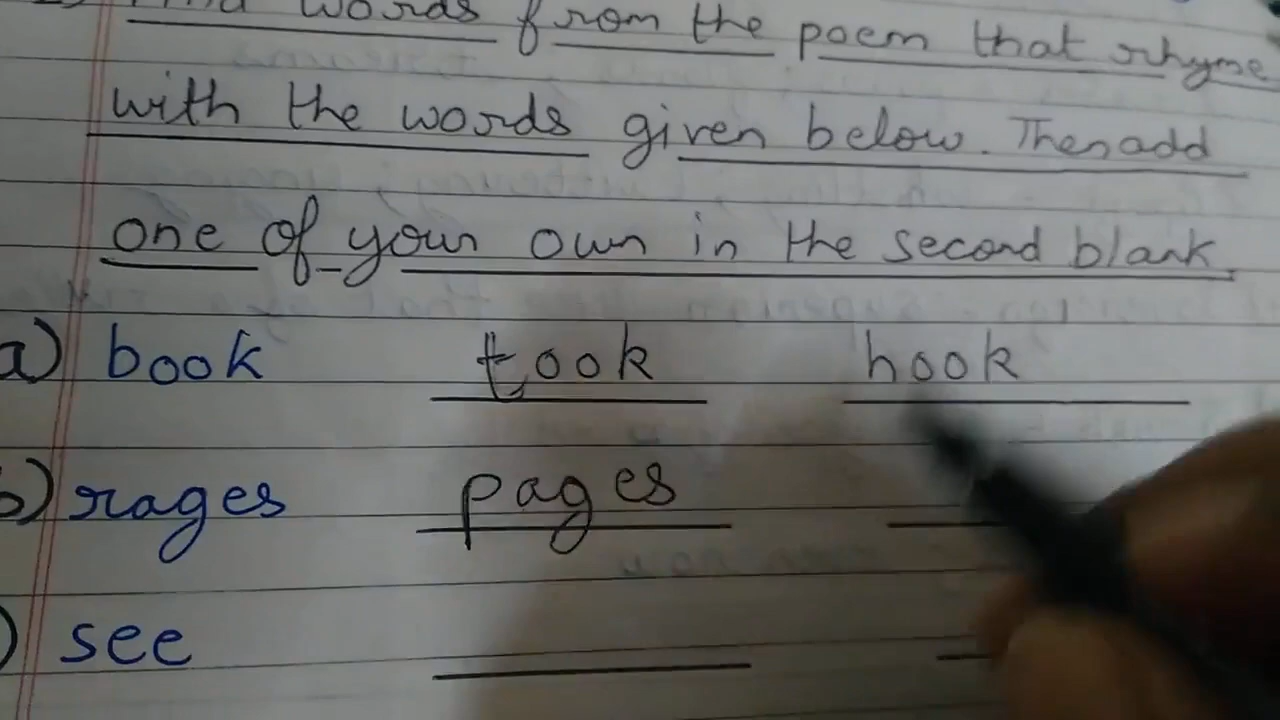 words from the poem that rhyme
with the words given below. Then add
one of your own in the second blank
a) book took hook
b) rages pages
) see